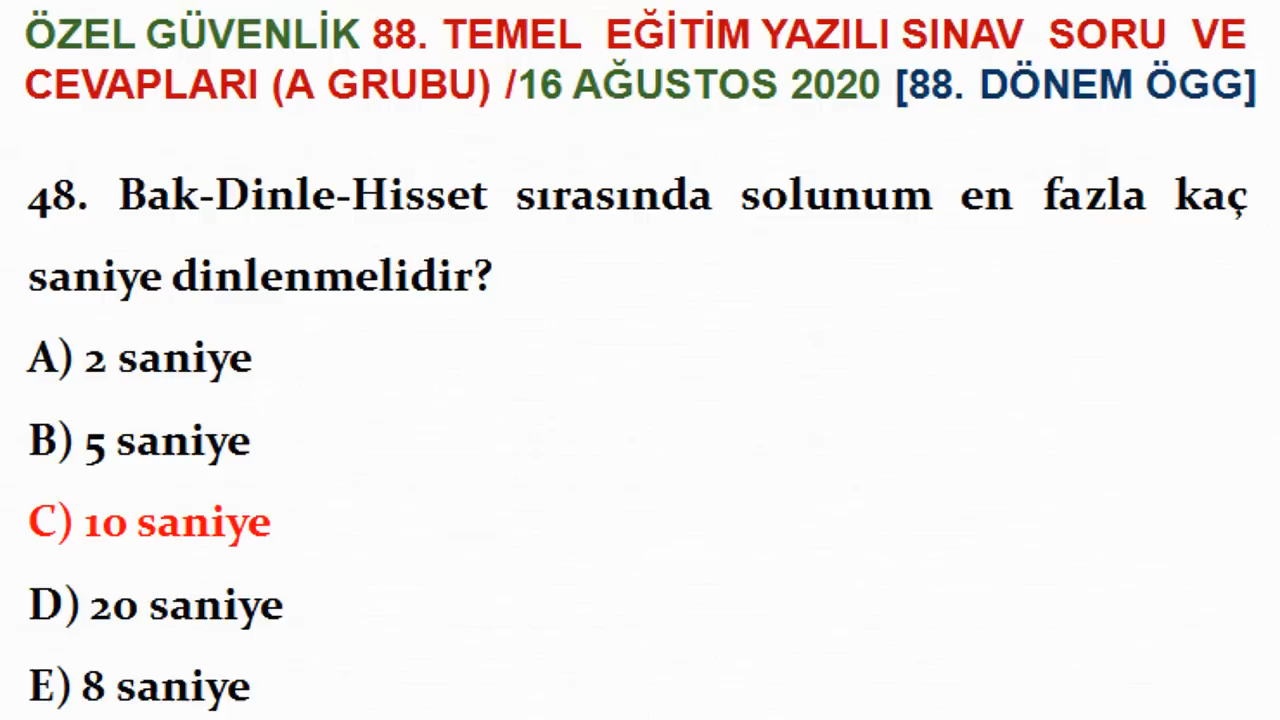 ÖZEL GÜVENLİK 88. TEMEL EĞİTİM YAZILI SINAV SORU VE
CEVAPLARI (A GRUBU) /16 AĞUSTOS 2020 [88. DÖNEM ÖGG]
48. Bak-Dinle-Hisset sırasında solunum en fazla kaç
saniye dinlenmelidir?
A) 2 saniye
B) 5 saniye
C) 10 saniye
D) 20 saniye
E) 8 saniye